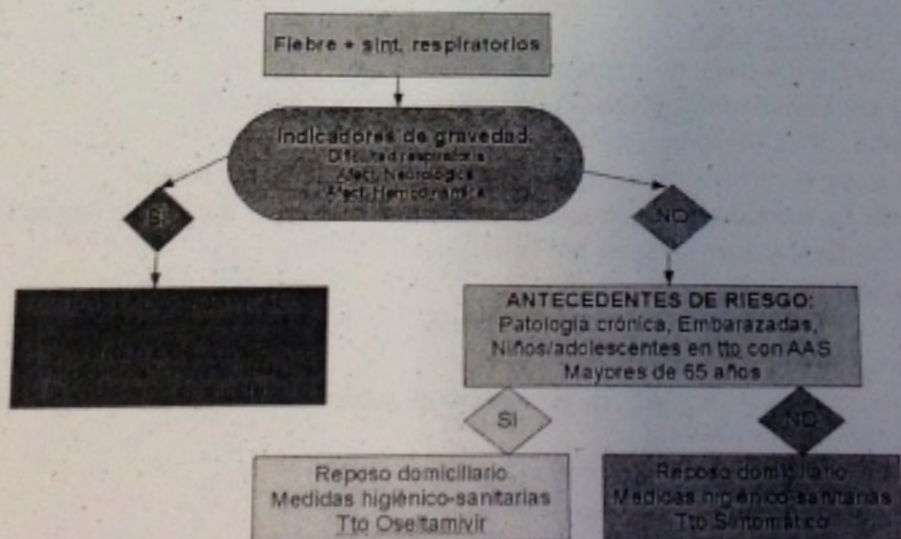 Fiebre + sint. respiratorios
Indicadores de gravedad:
Dificultad respiratoria
Afect. Neurológica
Afect. Hemodinámica
SI
NO
ANTECEDENTES DE RIESGO:
Patología crónica, Embarazadas,
Niños/adolescentes en tto con AAS
Mayores de 65 años
SI
NO
Reposo domiciliario
Medidas higiénico-sanitarias
Tto Oseltamivir
Reposo domiciliario
Medidas higiénico-sanitarias
Tto Sintomático